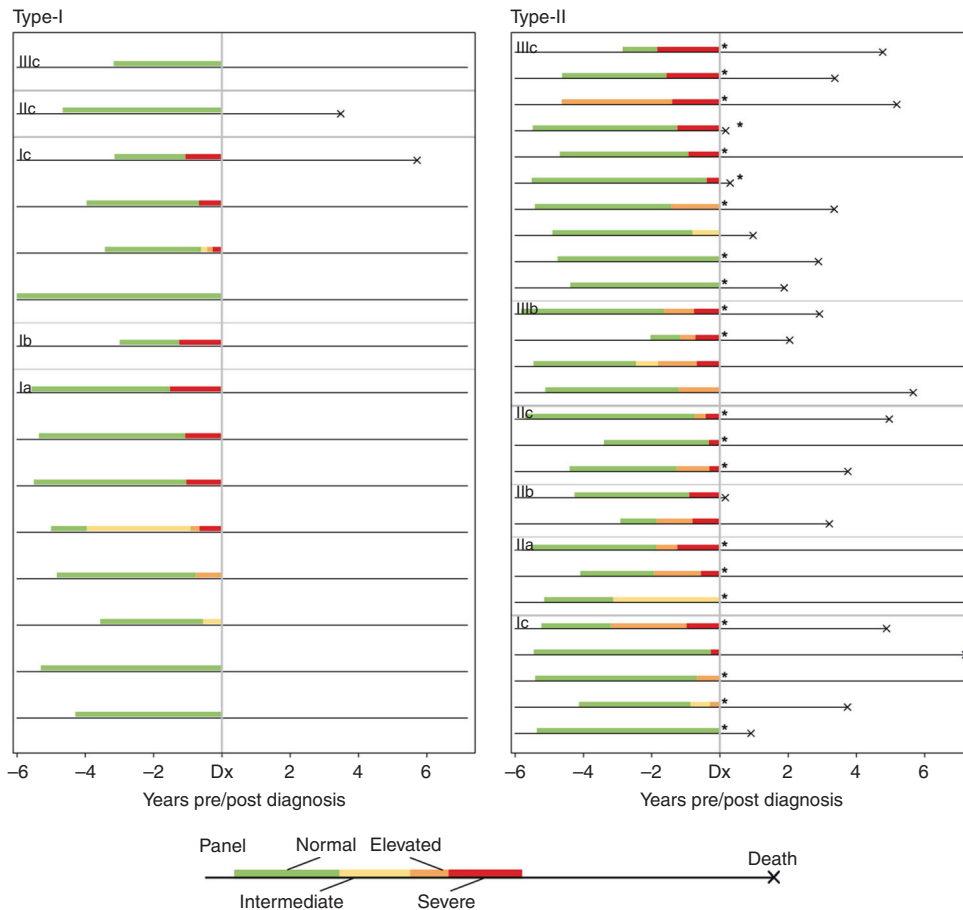 Type-I
IIIc
IIc
Ic
Ib
Ia
−6 −4 −2 Dx 2 4 6
Years pre/post diagnosis
Type-II
IIIc
*
*
*
*
*
*
*
*
*
IIIb
*
*
IIc
*
*
*
IIb
IIa
*
*
*
Ic
*
*
*
*
−6 −4 −2 Dx 2 4 6
Years pre/post diagnosis
Panel Normal Elevated Death
Intermediate Severe